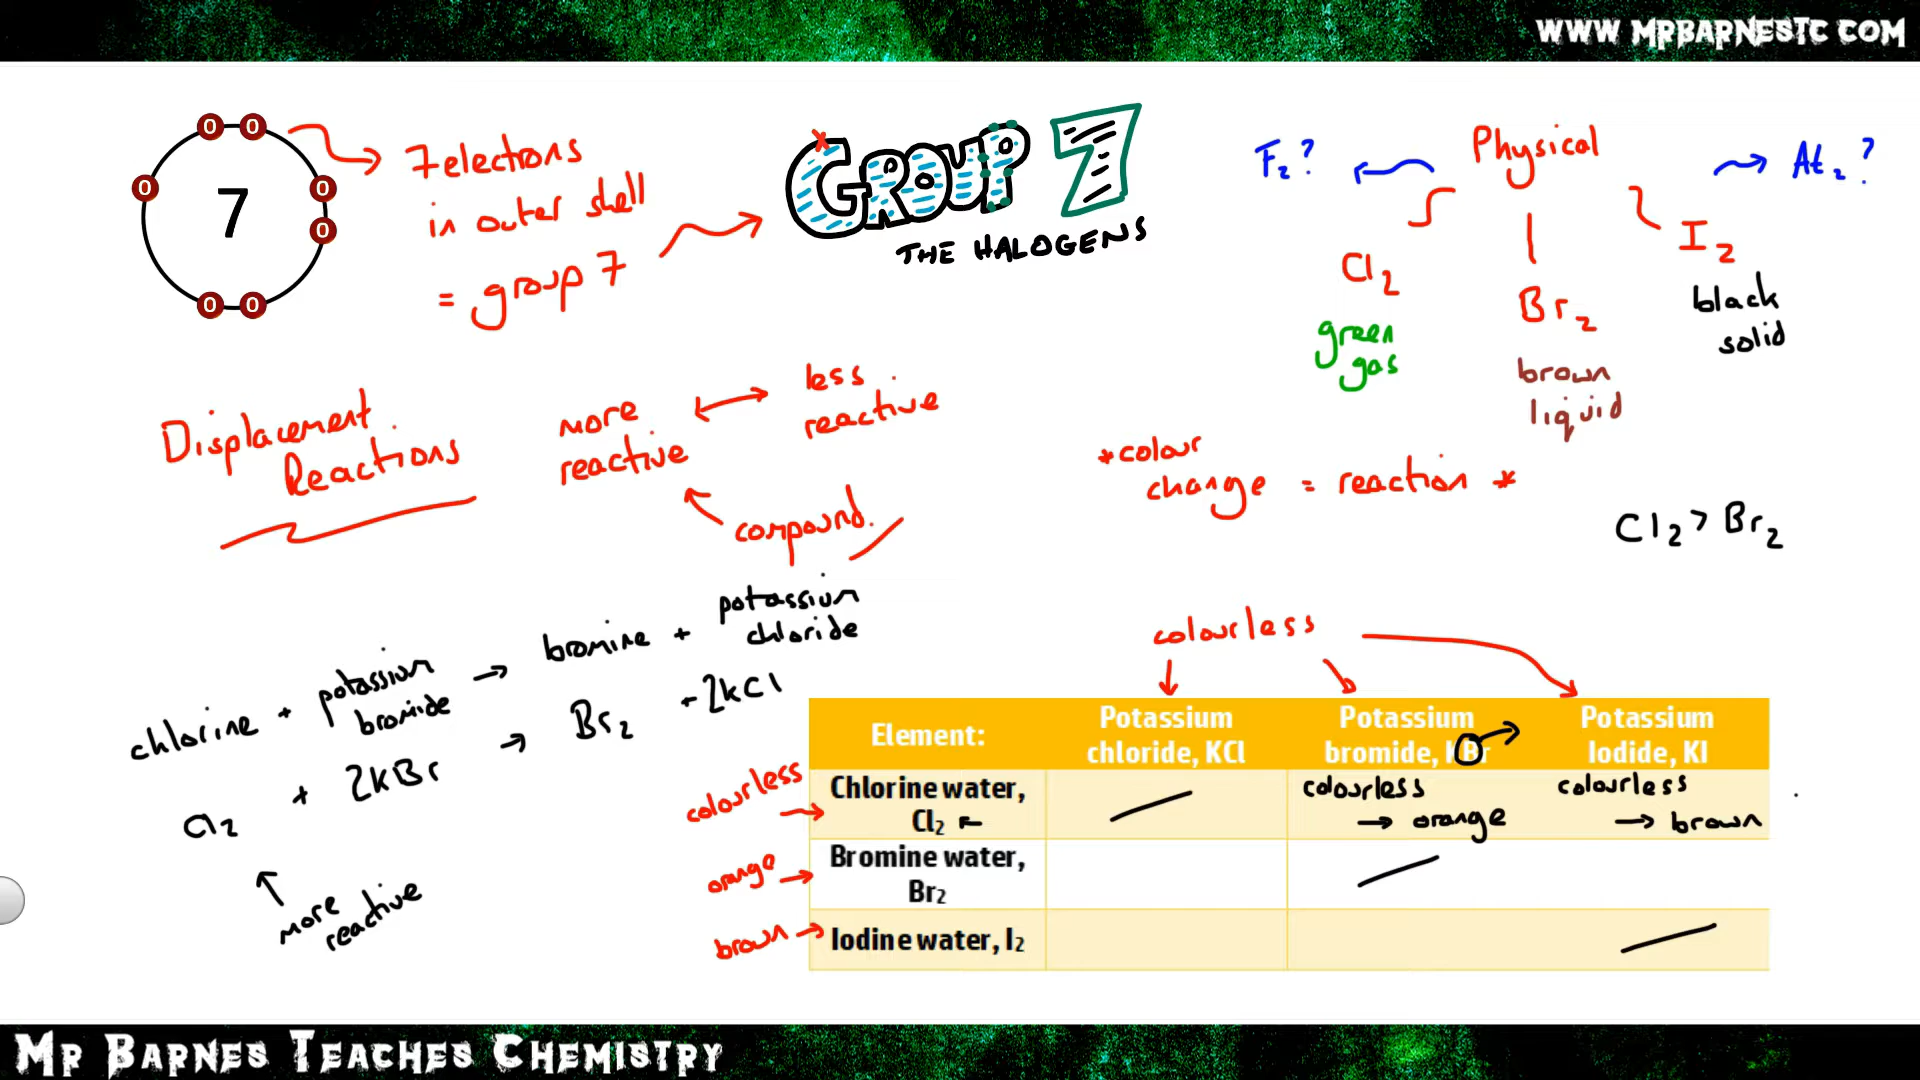 WWW MRBARNESTC COM
7
7 electrons
in outer shell
= group 7
GROUP 7
THE HALOGENS
Physical
F₂?
At₂?
Cl₂
green
gas
Br₂
brown
liquid
I₂
black
solid
Displacement
Reactions
more
reactive
less
reactive
compound.
*colour
change = reaction *
Cl₂ > Br₂
chlorine + potassium
bromide → bromine + potassium
chloride
Cl₂ + 2KBr → Br₂ + 2KCl
more
reactive
colourless
Element:
Potassium
chloride, KCl
Potassium
bromide, KBr
Potassium
Iodide, KI
colourless
Chlorine water,
Cl₂
colourless
→ orange
colourless
→ brown
orange
Bromine water,
Br₂
brown
Iodine water, I₂
MR BARNES TEACHES CHEMISTRY